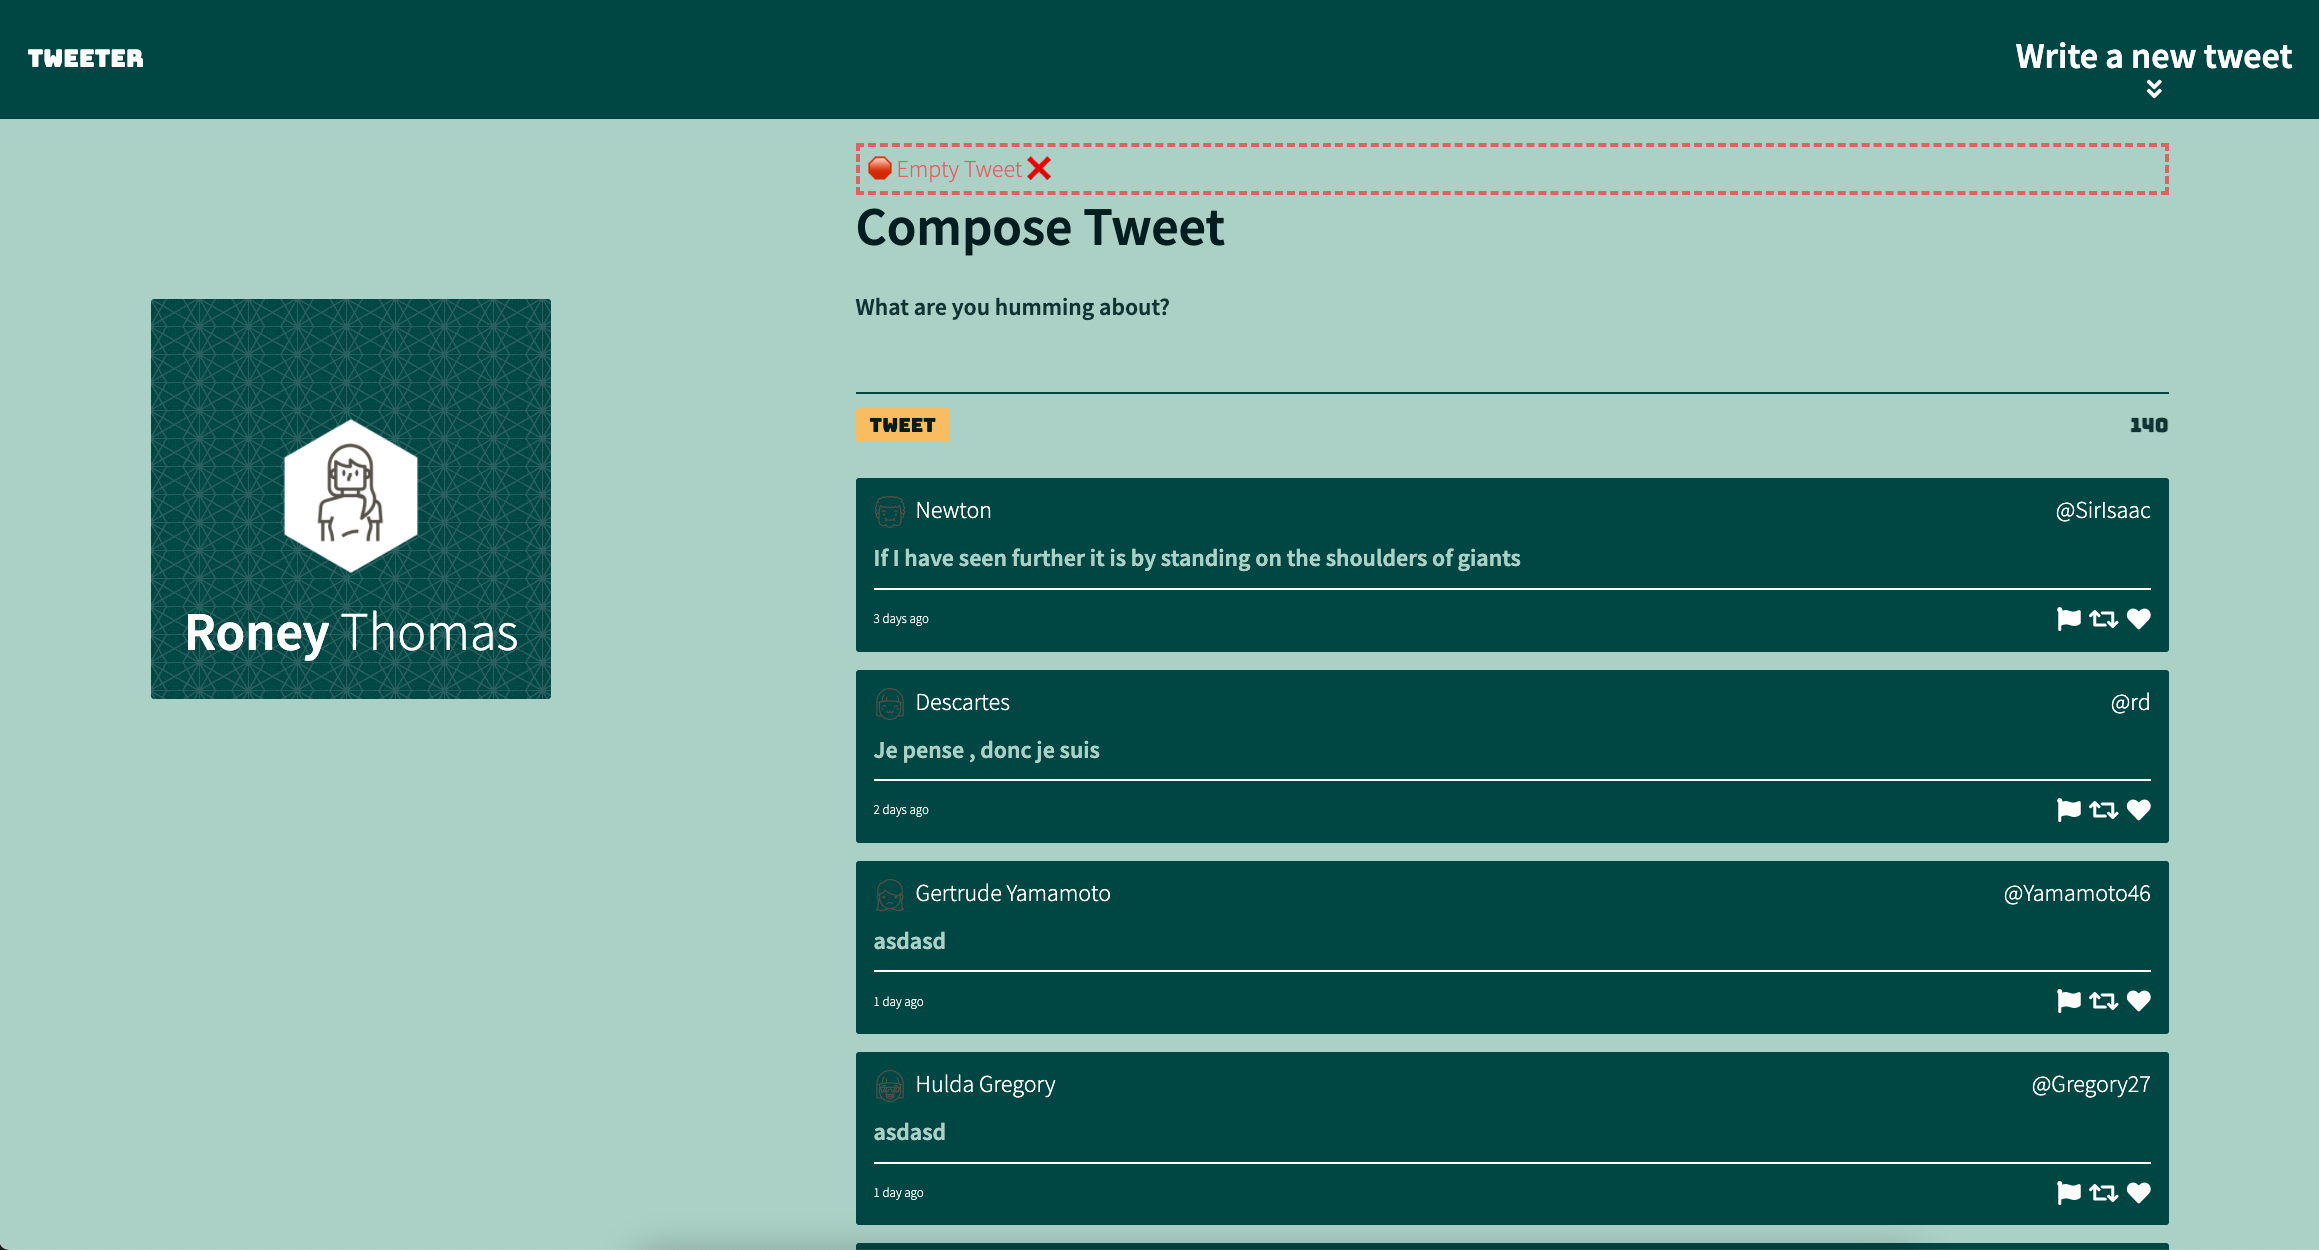 TWEETER
Write a new tweet
Empty Tweet
Compose Tweet
What are you humming about?
TWEET
140
Roney Thomas
Newton
@SirIsaac
If I have seen further it is by standing on the shoulders of giants
3 days ago
Descartes
@rd
Je pense , donc je suis
2 days ago
Gertrude Yamamoto
@Yamamoto46
asdasd
1 day ago
Hulda Gregory
@Gregory27
asdasd
1 day ago